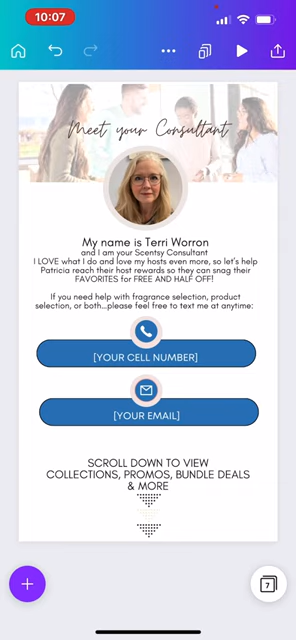 10:07
Meet your Consultant
My name is Terri Worron
and I am your Scentsy Consultant
I LOVE what I do and love my hosts even more, so let's help
Patricia reach their host rewards so they can snag their
FAVORITES for FREE AND HALF OFF!
If you need help with fragrance selection, product
selection, or both...please feel free to text me at anytime:
[YOUR CELL NUMBER]
[YOUR EMAIL]
SCROLL DOWN TO VIEW
COLLECTIONS, PROMOS, BUNDLE DEALS
& MORE
7